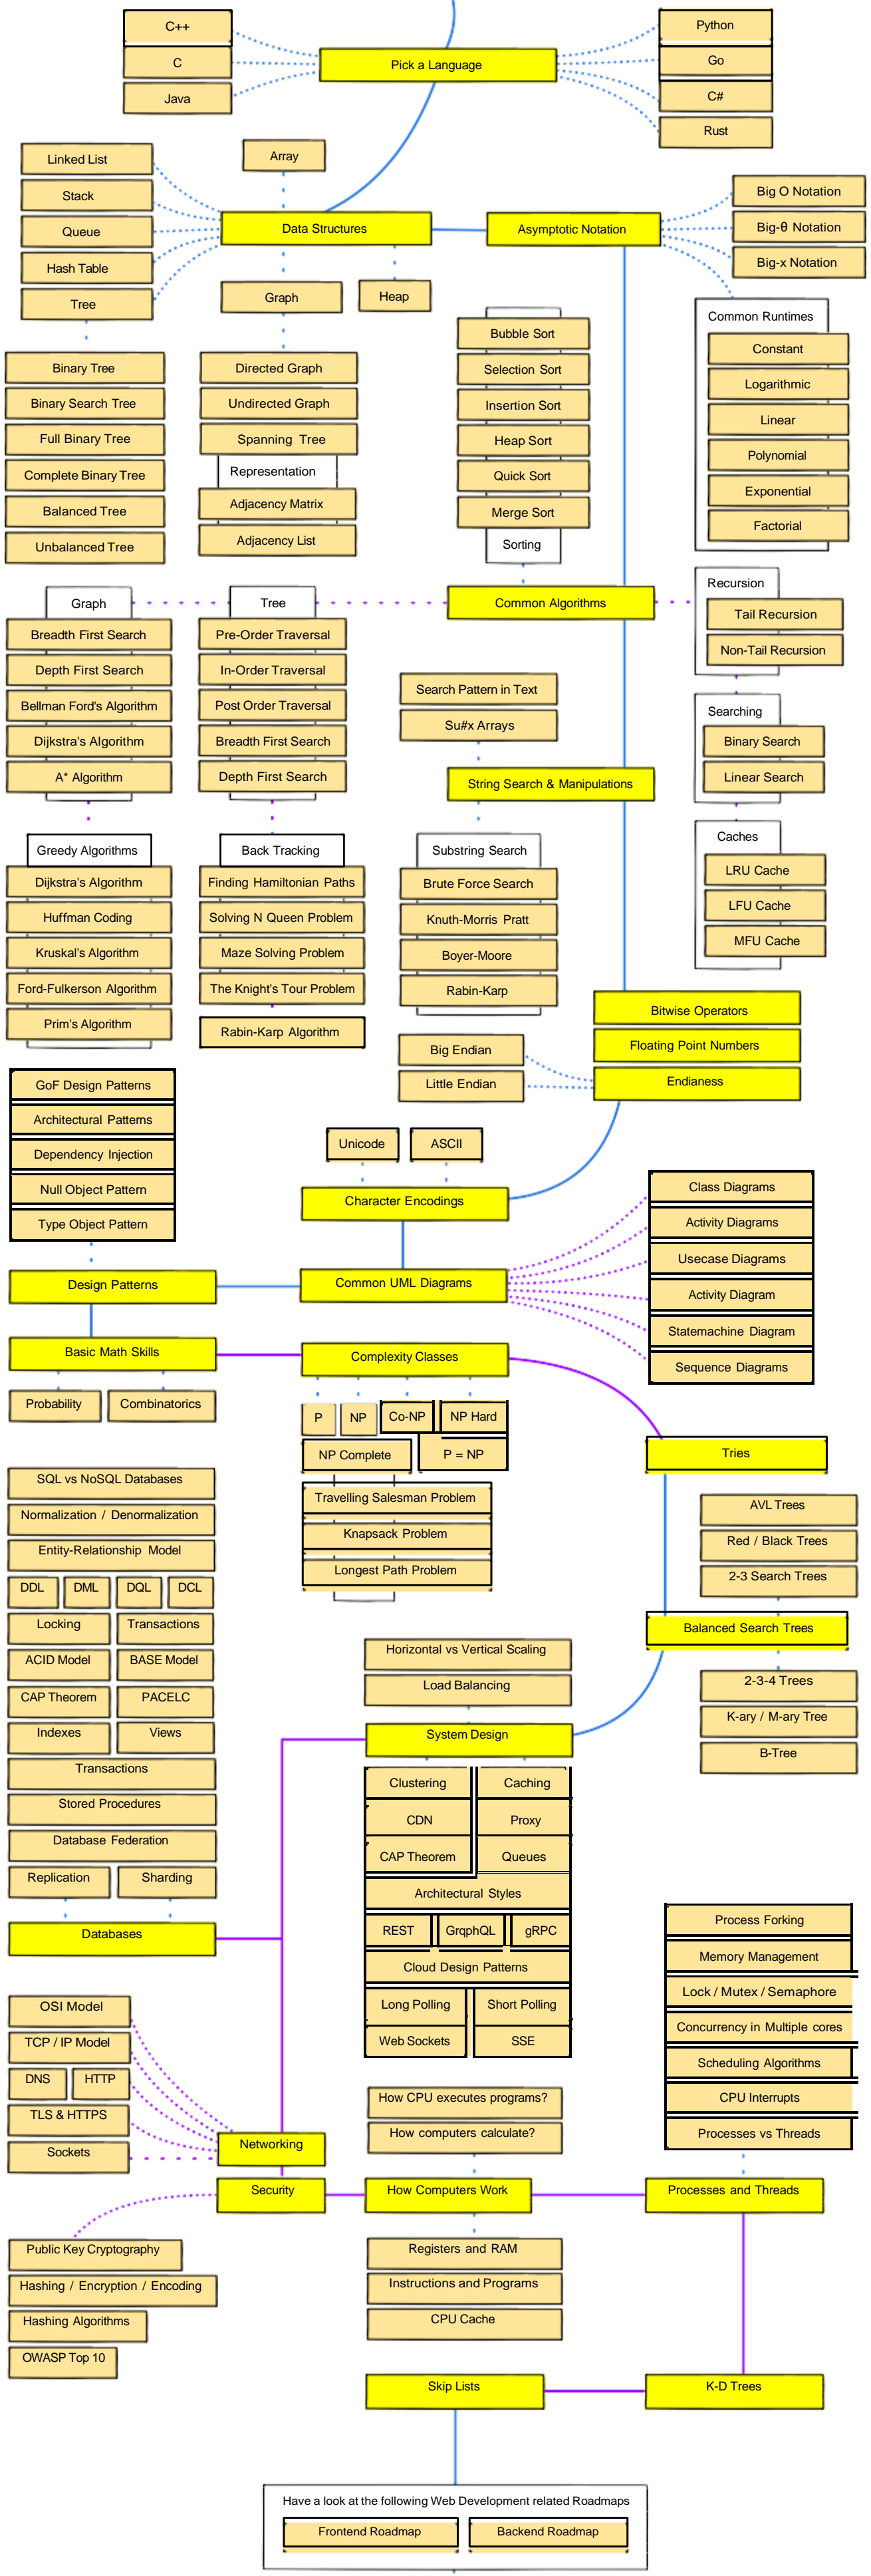 C++
C
Java
Pick a Language
Python
Go
C#
Rust
Linked List
Stack
Queue
Hash Table
Tree
Array
Data Structures
Graph
Heap
Asymptotic Notation
Big O Notation
Big-θ Notation
Big-x Notation
Common Runtimes
Constant
Logarithmic
Linear
Polynomial
Exponential
Factorial
Binary Tree
Binary Search Tree
Full Binary Tree
Complete Binary Tree
Balanced Tree
Unbalanced Tree
Directed Graph
Undirected Graph
Spanning Tree
Representation
Adjacency Matrix
Adjacency List
Bubble Sort
Selection Sort
Insertion Sort
Heap Sort
Quick Sort
Merge Sort
Sorting
Common Algorithms
Graph
Breadth First Search
Depth First Search
Bellman Ford's Algorithm
Dijkstra's Algorithm
A* Algorithm
Tree
Pre-Order Traversal
In-Order Traversal
Post Order Traversal
Breadth First Search
Depth First Search
Recursion
Tail Recursion
Non-Tail Recursion
Searching
Binary Search
Linear Search
Caches
LRU Cache
LFU Cache
MFU Cache
Search Pattern in Text
Su#x Arrays
String Search & Manipulations
Substring Search
Brute Force Search
Knuth-Morris Pratt
Boyer-Moore
Rabin-Karp
Greedy Algorithms
Dijkstra's Algorithm
Huffman Coding
Kruskal's Algorithm
Ford-Fulkerson Algorithm
Prim's Algorithm
Back Tracking
Finding Hamiltonian Paths
Solving N Queen Problem
Maze Solving Problem
The Knight's Tour Problem
Rabin-Karp Algorithm
Bitwise Operators
Floating Point Numbers
Endianess
Big Endian
Little Endian
Unicode
ASCII
Character Encodings
GoF Design Patterns
Architectural Patterns
Dependency Injection
Null Object Pattern
Type Object Pattern
Design Patterns
Common UML Diagrams
Class Diagrams
Activity Diagrams
Usecase Diagrams
Activity Diagram
Statemachine Diagram
Sequence Diagrams
Basic Math Skills
Probability
Combinatorics
Complexity Classes
P
NP
Co-NP
NP Hard
NP Complete
P = NP
Travelling Salesman Problem
Knapsack Problem
Longest Path Problem
Tries
AVL Trees
Red / Black Trees
2-3 Search Trees
Balanced Search Trees
2-3-4 Trees
K-ary / M-ary Tree
B-Tree
SQL vs NoSQL Databases
Normalization / Denormalization
Entity-Relationship Model
DDL
DML
DQL
DCL
Locking
Transactions
ACID Model
BASE Model
CAP Theorem
PACELC
Indexes
Views
Transactions
Stored Procedures
Database Federation
Replication
Sharding
Databases
Horizontal vs Vertical Scaling
Load Balancing
System Design
Clustering
Caching
CDN
Proxy
CAP Theorem
Queues
Architectural Styles
REST
GrqphQL
gRPC
Cloud Design Patterns
Long Polling
Short Polling
Web Sockets
SSE
Process Forking
Memory Management
Lock / Mutex / Semaphore
Concurrency in Multiple cores
Scheduling Algorithms
CPU Interrupts
Processes vs Threads
OSI Model
TCP / IP Model
DNS
HTTP
TLS & HTTPS
Sockets
Networking
How CPU executes programs?
How computers calculate?
Security
How Computers Work
Processes and Threads
Public Key Cryptography
Hashing / Encryption / Encoding
Hashing Algorithms
OWASP Top 10
Registers and RAM
Instructions and Programs
CPU Cache
Skip Lists
K-D Trees
Have a look at the following Web Development related Roadmaps
Frontend Roadmap
Backend Roadmap